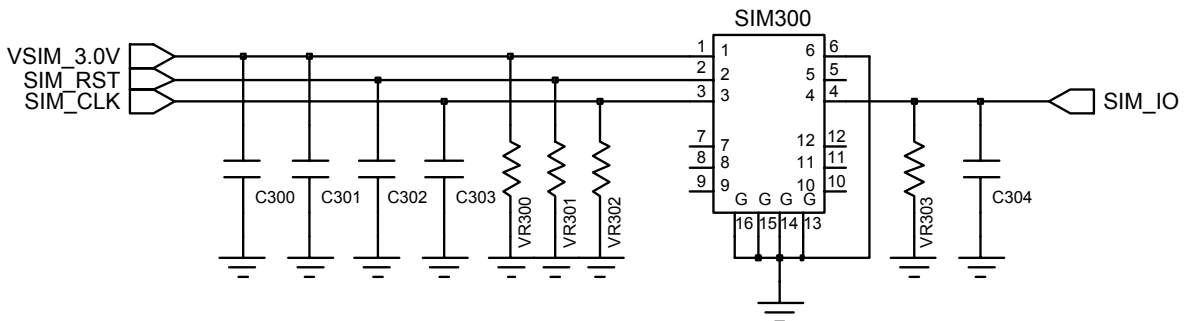 SIM300
VSIM_3.0V
SIM_RST
SIM_CLK
1 1 6 6
2 2 5 5
3 3 4 4
SIM_IO
7 7 12 12
8 8 11 11
9 9 10 10
G G G G
16 15 14 13
C300 C301 C302 C303
VR300 VR301 VR302
VR303
C304